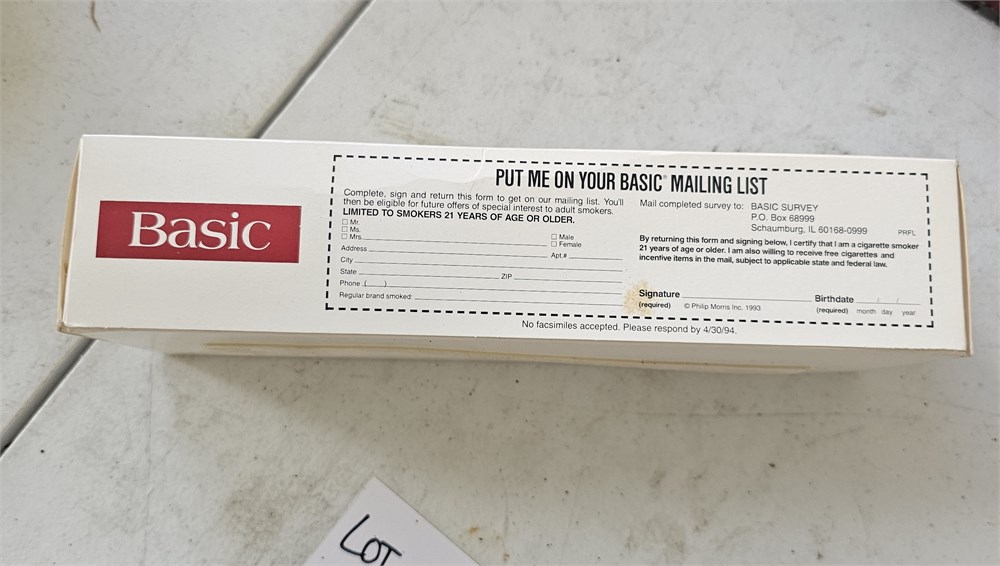 Basic
PUT ME ON YOUR BASIC® MAILING LIST
Complete, sign and return this form to get on our mailing list. You'll
then be eligible for future offers of special interest to adult smokers.
LIMITED TO SMOKERS 21 YEARS OF AGE OR OLDER.
Mr.
Ms.
Mrs.
Male
Female
Address
Apt.#
City
State
ZIP
Phone ( )
Regular brand smoked:
Mail completed survey to: BASIC SURVEY
P.O. Box 68999
Schaumburg, IL 60168-0999
PRFL
By returning this form and signing below, I certify that I am a cigarette smoker
21 years of age or older. I am also willing to receive free cigarettes and
incentive items in the mail, subject to applicable state and federal law.
Signature
(required)
© Philip Morris Inc. 1993
Birthdate / /
(required) month day year
No facsimiles accepted. Please respond by 4/30/94.
LOT